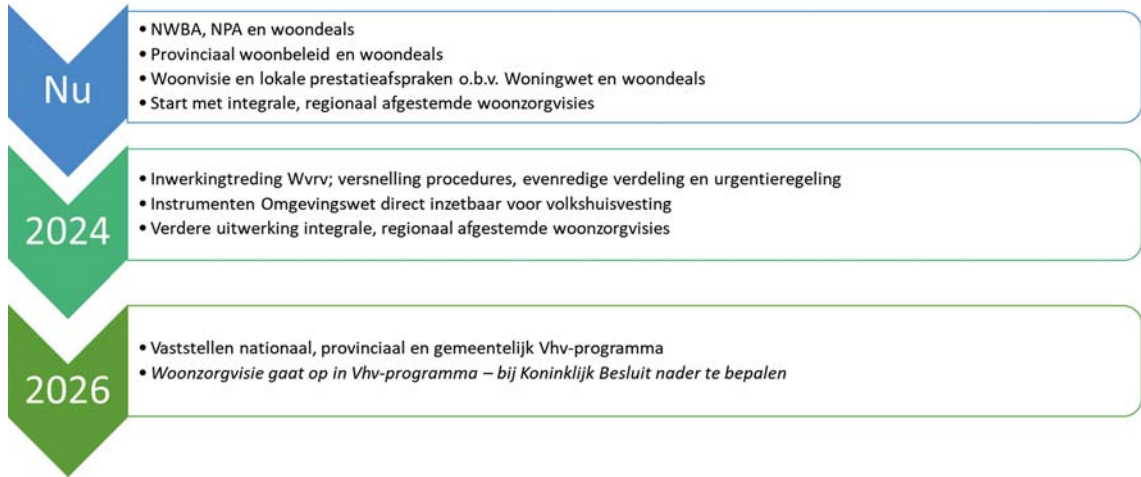 Nu
• NWBA, NPA en woondeals
• Provinciaal woonbeleid en woondeals
• Woonvisie en lokale prestatieafspraken o.b.v. Woningwet en woondeals
• Start met integrale, regionaal afgestemde woonzorgvisies
2024
• Inwerkingtreding Wvrv; versnelling procedures, evenredige verdeling en urgentieregeling
• Instrumenten Omgevingswet direct inzetbaar voor volkshuisvesting
• Verdere uitwerking integrale, regionaal afgestemde woonzorgvisies
2026
• Vaststellen nationaal, provinciaal en gemeentelijk Vhv-programma
• Woonzorgvisie gaat op in Vhv-programma – bij Koninklijk Besluit nader te bepalen